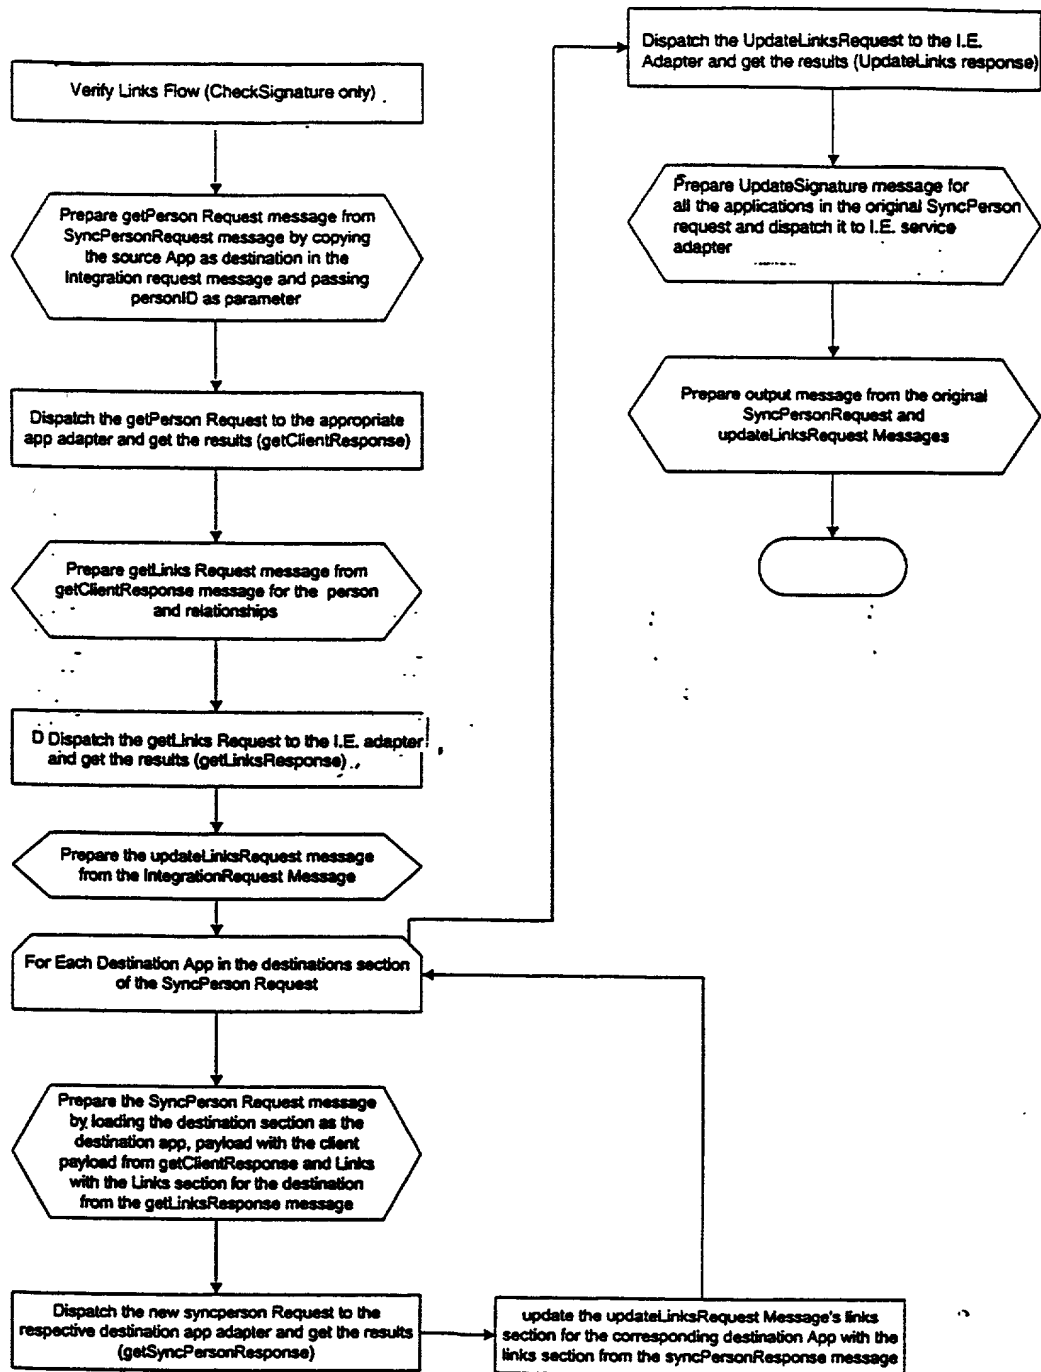 Verify Links Flow (CheckSignature only)
Prepare getPerson Request message from
SyncPersonRequest message by copying
the source App as destination in the
Integration request message and passing
personID as parameter
Dispatch the getPerson Request to the appropriate
app adapter and get the results (getClientResponse)
Prepare getLinks Request message from
getClientResponse message for the person
and relationships
D Dispatch the getLinks Request to the I.E. adapter
and get the results (getLinksResponse)
Prepare the updateLinksRequest message
from the IntegrationRequest Message
For Each Destination App in the destinations section
of the SyncPerson Request
Prepare the SyncPerson Request message
by loading the destination section as the
destination app, payload with the client
payload from getClientResponse and Links
with the Links section for the destination
from the getLinksResponse message
Dispatch the new syncperson Request to the
respective destination app adapter and get the results
(getSyncPersonResponse)
update the updateLinksRequest Message's links
section for the corresponding destination App with the
links section from the syncPersonResponse message
Dispatch the UpdateLinksRequest to the I.E.
Adapter and get the results (UpdateLinks response)
Prepare UpdateSignature message for
all the applications in the original SyncPerson
request and dispatch it to I.E. service
adapter
Prepare output message from the original
SyncPersonRequest and
updateLinksRequest Messages